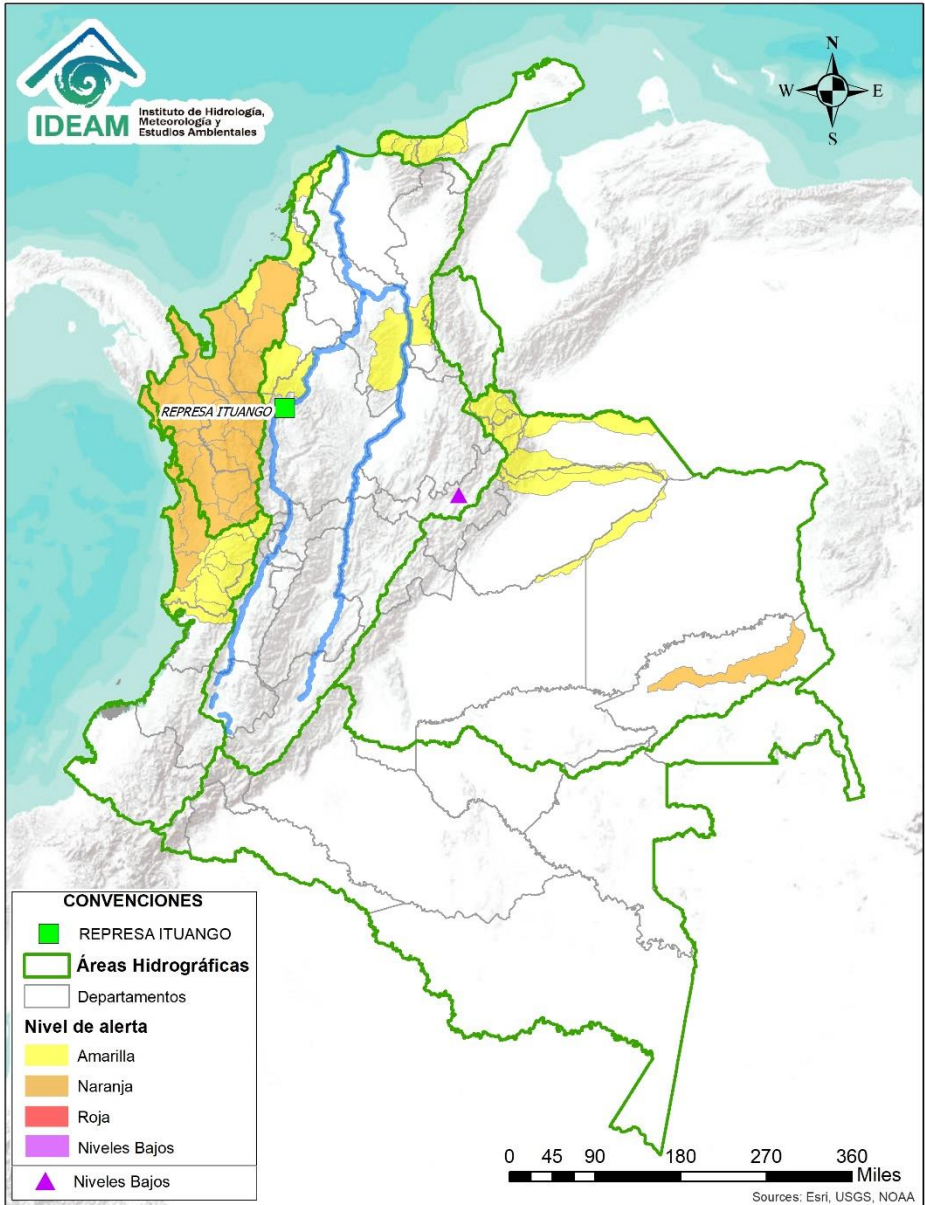 IDEAM
Instituto de Hidrología,
Meteorología y
Estudios Ambientales
N
W
E
S
REPRESA ITUANGO
CONVENCIONES
REPRESA ITUANGO
Áreas Hidrográficas
Departamentos
Nivel de alerta
Amarilla
Naranja
Roja
Niveles Bajos
Niveles Bajos
0 45 90 180 270 360
Miles
Sources: Esri, USGS, NOAA